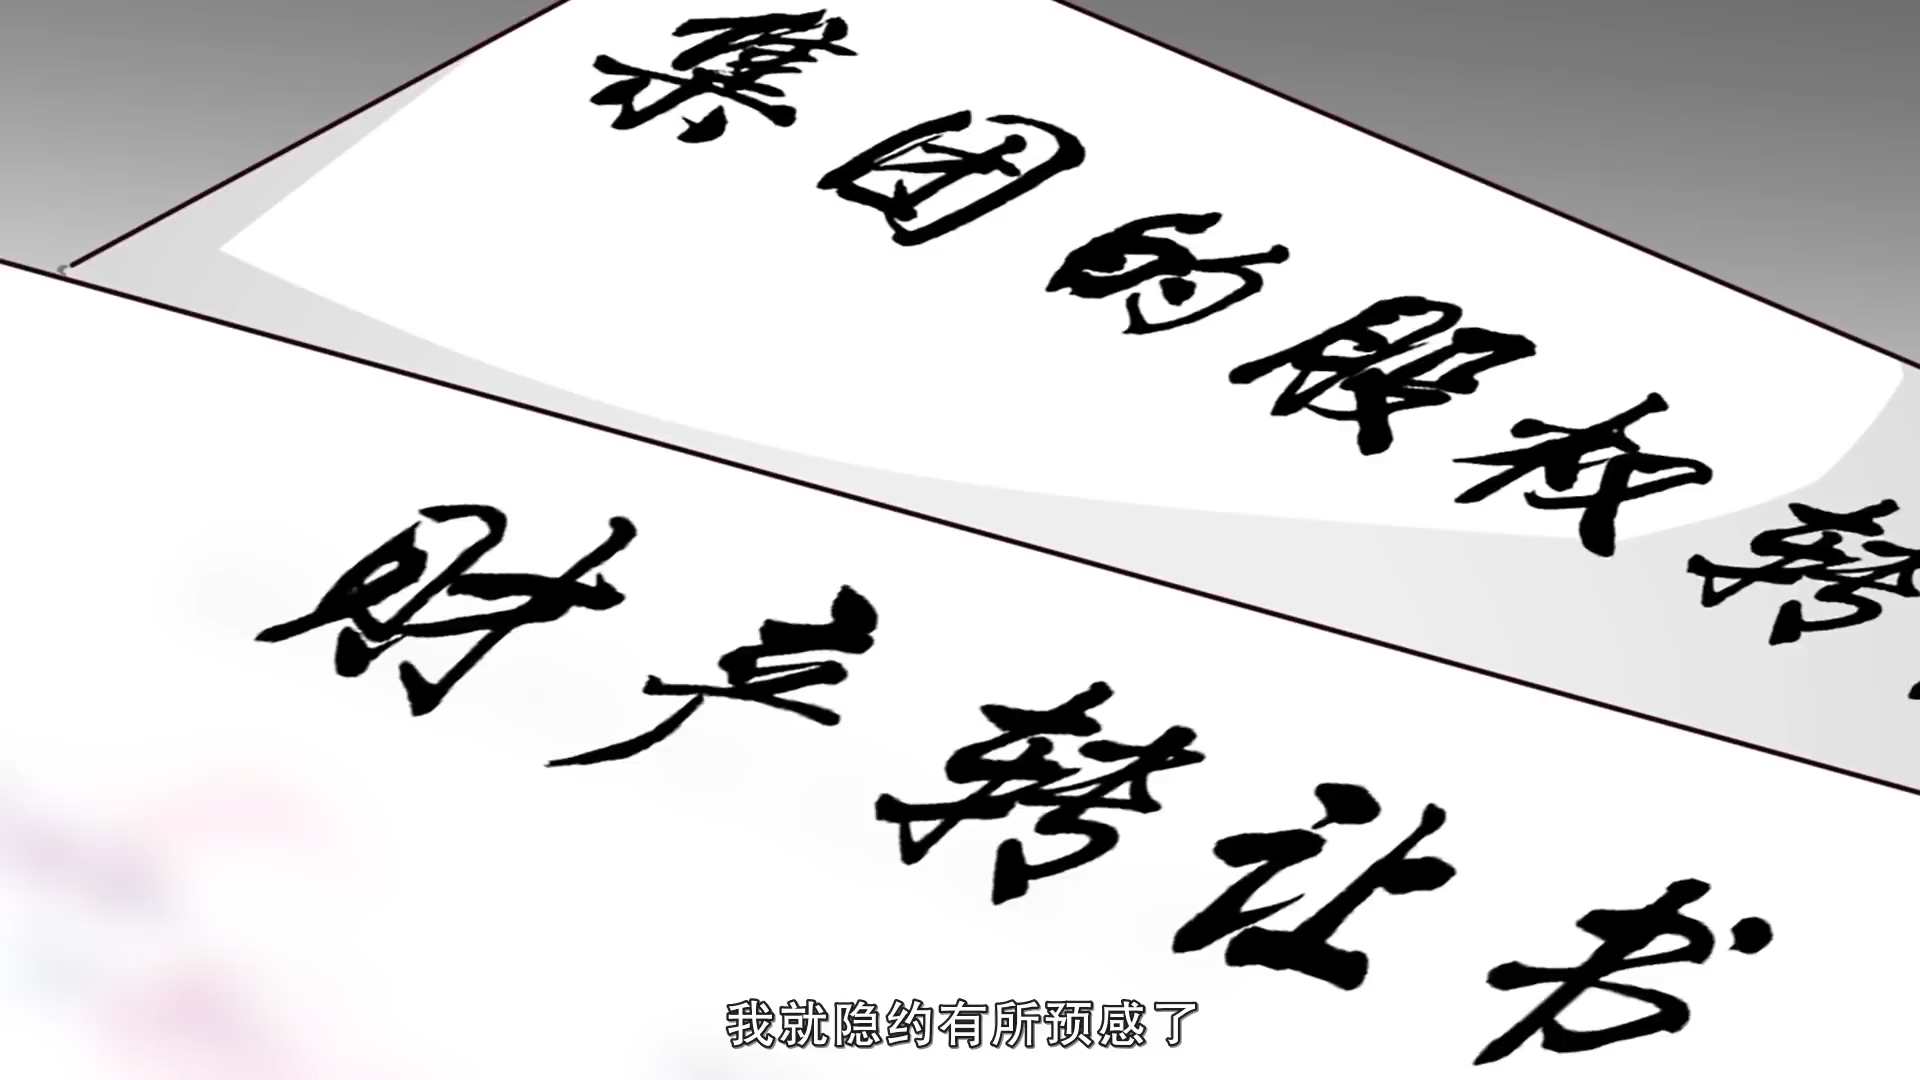 集团的股权转
财产转让书
我就隐约有所预感了